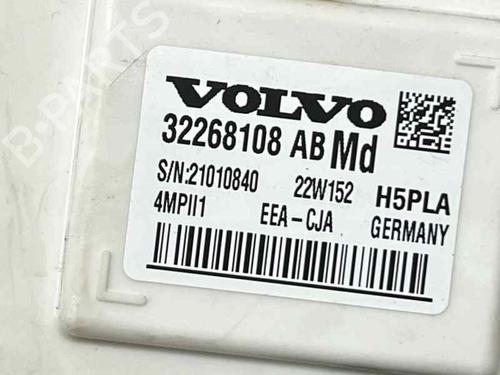 B-PARTS
VOLVO
32268108 AB Md
S/N:21010840 22W152 H5PLA
4MPII1 EEA-CJA GERMANY